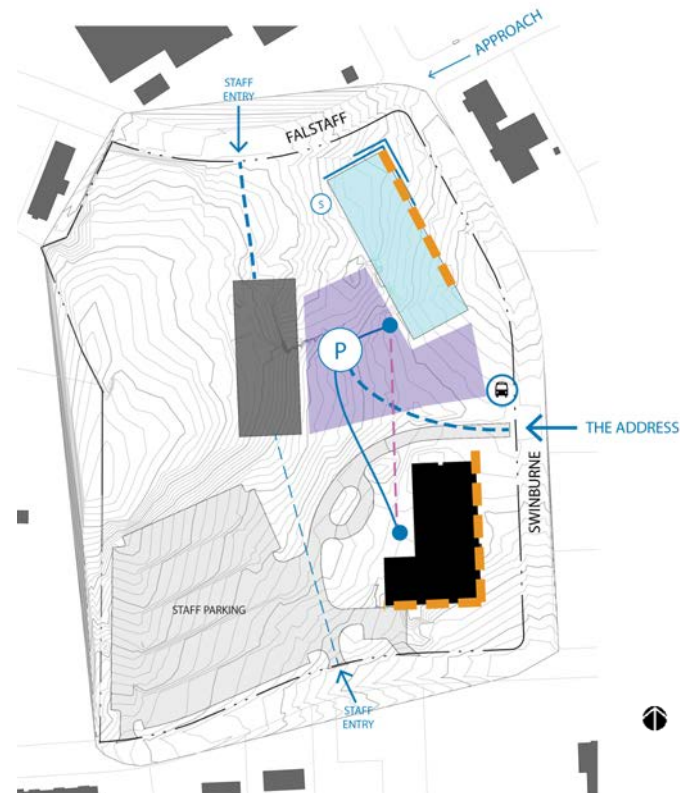 APPROACH
STAFF
ENTRY
FALSTAFF
S
P
THE ADDRESS
SWINBURNE
STAFF PARKING
STAFF
ENTRY